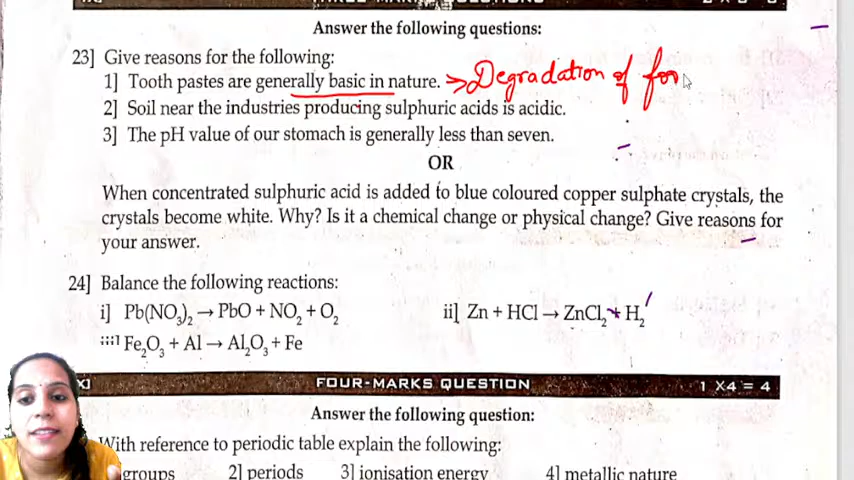 Answer the following questions:
23] Give reasons for the following:
1] Tooth pastes are generally basic in nature. → Degradation of foo
2] Soil near the industries producing sulphuric acids is acidic.
3] The pH value of our stomach is generally less than seven.
OR
When concentrated sulphuric acid is added to blue coloured copper sulphate crystals, the
crystals become white. Why? Is it a chemical change or physical change? Give reasons for
your answer.
24] Balance the following reactions:
i] Pb(NO₃)₂ → PbO + NO₂ + O₂ ii] Zn + HCl → ZnCl₂ + H₂
Fe₂O₃ + Al → Al₂O₃ + Fe
FOUR-MARKS QUESTION 1 X4 = 4
Answer the following question:
With reference to periodic table explain the following:
groups 2] periods 3] ionisation energy 4] metallic nature